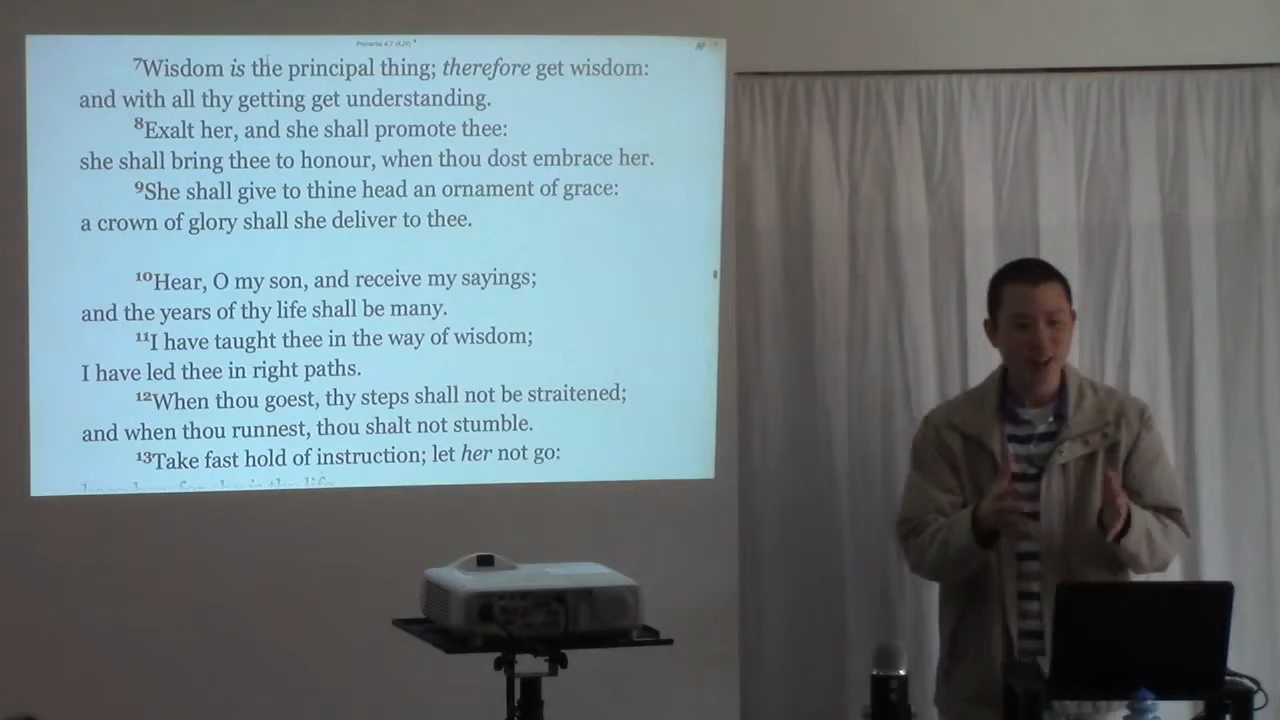 Proverbs 4:7 (KJV)
7Wisdom is the principal thing; therefore get wisdom:
and with all thy getting get understanding.
8Exalt her, and she shall promote thee:
she shall bring thee to honour, when thou dost embrace her.
9She shall give to thine head an ornament of grace:
a crown of glory shall she deliver to thee.
10Hear, O my son, and receive my sayings;
and the years of thy life shall be many.
11I have taught thee in the way of wisdom;
I have led thee in right paths.
12When thou goest, thy steps shall not be straitened;
and when thou runnest, thou shalt not stumble.
13Take fast hold of instruction; let her not go: